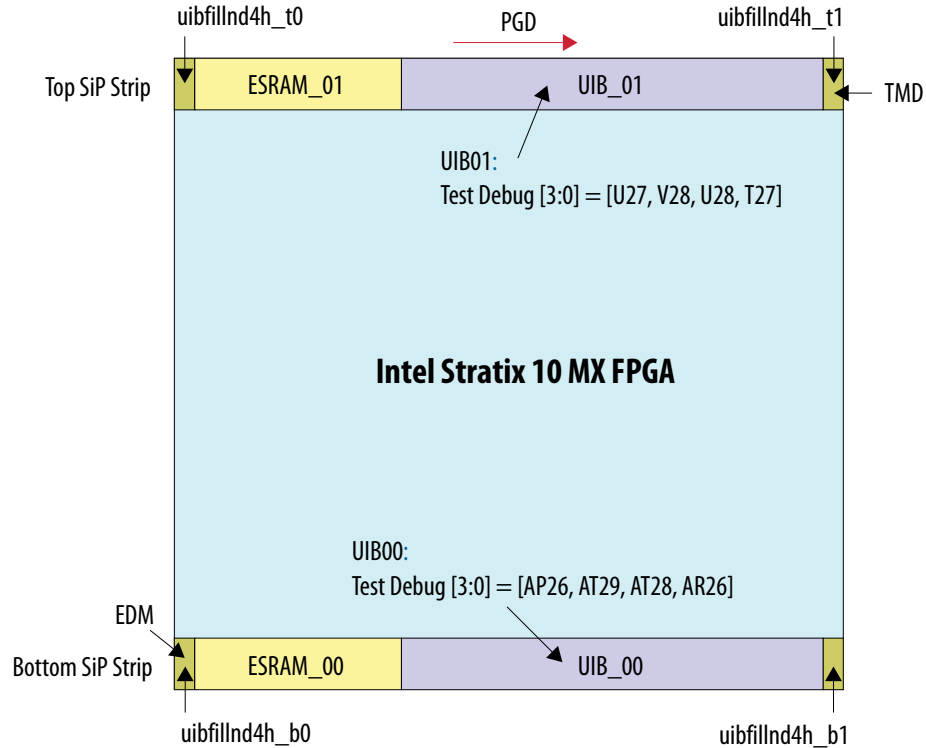 uibfillnd4h_t0
PGD
uibfillnd4h_t1
Top SiP Strip
ESRAM_01
UIB_01
TMD
UIB01:
Test Debug [3:0] = [U27, V28, U28, T27]
Intel Stratix 10 MX FPGA
UIB00:
Test Debug [3:0] = [AP26, AT29, AT28, AR26]
EDM
Bottom SiP Strip
ESRAM_00
UIB_00
uibfillnd4h_b0
uibfillnd4h_b1